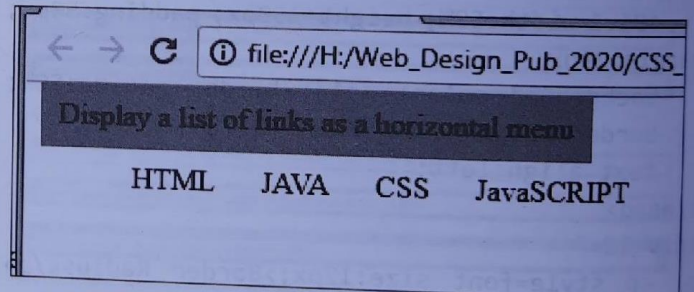 file:///H:/Web_Design_Pub_2020/CSS_
Display a list of links as a horizontal menu
HTML JAVA CSS JavaSCRIPT